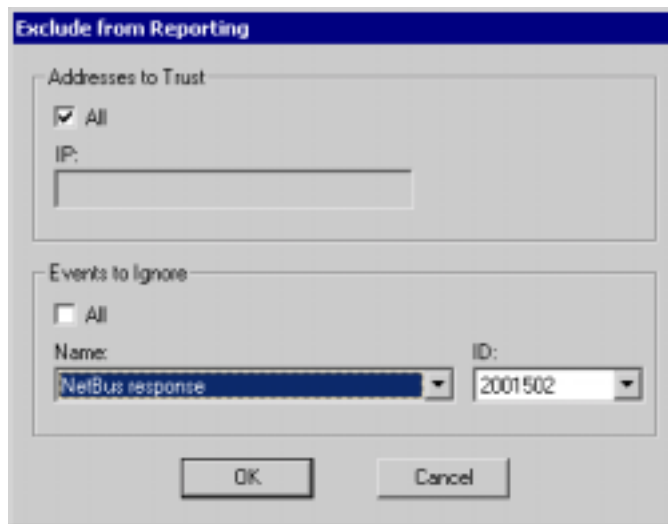 Exclude from Reporting
Addresses to Trust
All
IP:
Events to Ignore
All
Name: ID:
NetBus response 2001502
OK Cancel